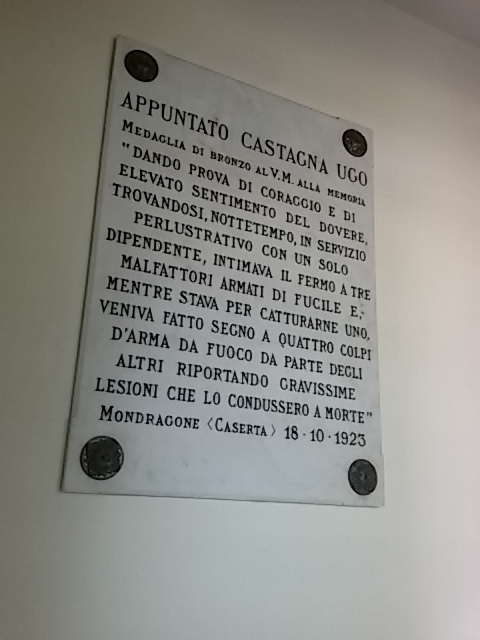 APPUNTATO CASTAGNA UGO
MEDAGLIA DI BRONZO AL V.M. ALLA MEMORIA
"DANDO PROVA DI CORAGGIO E DI
ELEVATO SENTIMENTO DEL DOVERE,
TROVANDOSI, NOTTETEMPO, IN SERVIZIO
PERLUSTRATIVO CON UN SOLO
DIPENDENTE, INTIMAVA IL FERMO A TRE
MALFATTORI ARMATI DI FUCILE E,
MENTRE STAVA PER CATTURARNE UNO,
VENIVA FATTO SEGNO A QUATTRO COLPI
D'ARMA DA FUOCO DA PARTE DEGLI
ALTRI RIPORTANDO GRAVISSIME
LESIONI CHE LO CONDUSSERO A MORTE"
MONDRAGONE (CASERTA) 18·10·1923